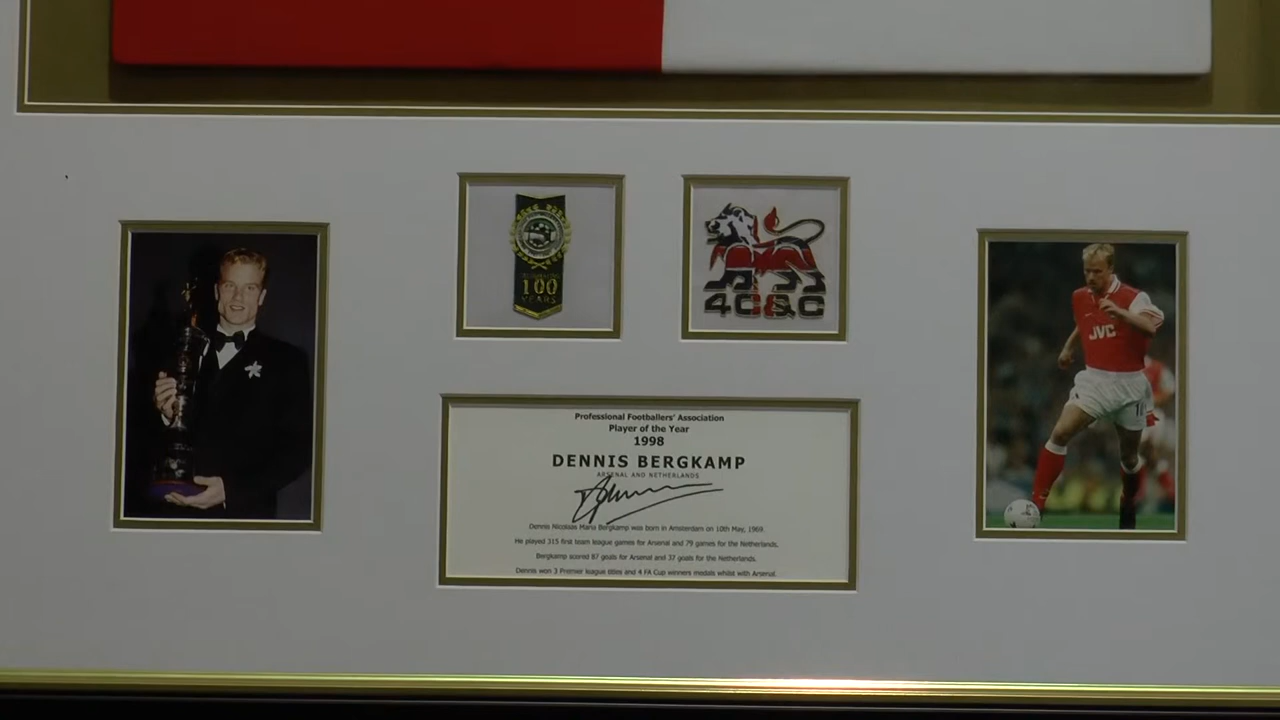 100
YEARS
4C&C
Professional Footballers' Association
Player of the Year
1998
DENNIS BERGKAMP
ARSENAL AND NETHERLANDS
Dennis Nicolaas Maria Bergkamp was born in Amsterdam on 10th May, 1969.
He played 315 first team league games for Arsenal and 79 games for the Netherlands.
Bergkamp scored 87 goals for Arsenal and 37 goals for the Netherlands.
Dennis won 3 Premier league titles and 4 FA Cup winners medals whilst with Arsenal.
JVC